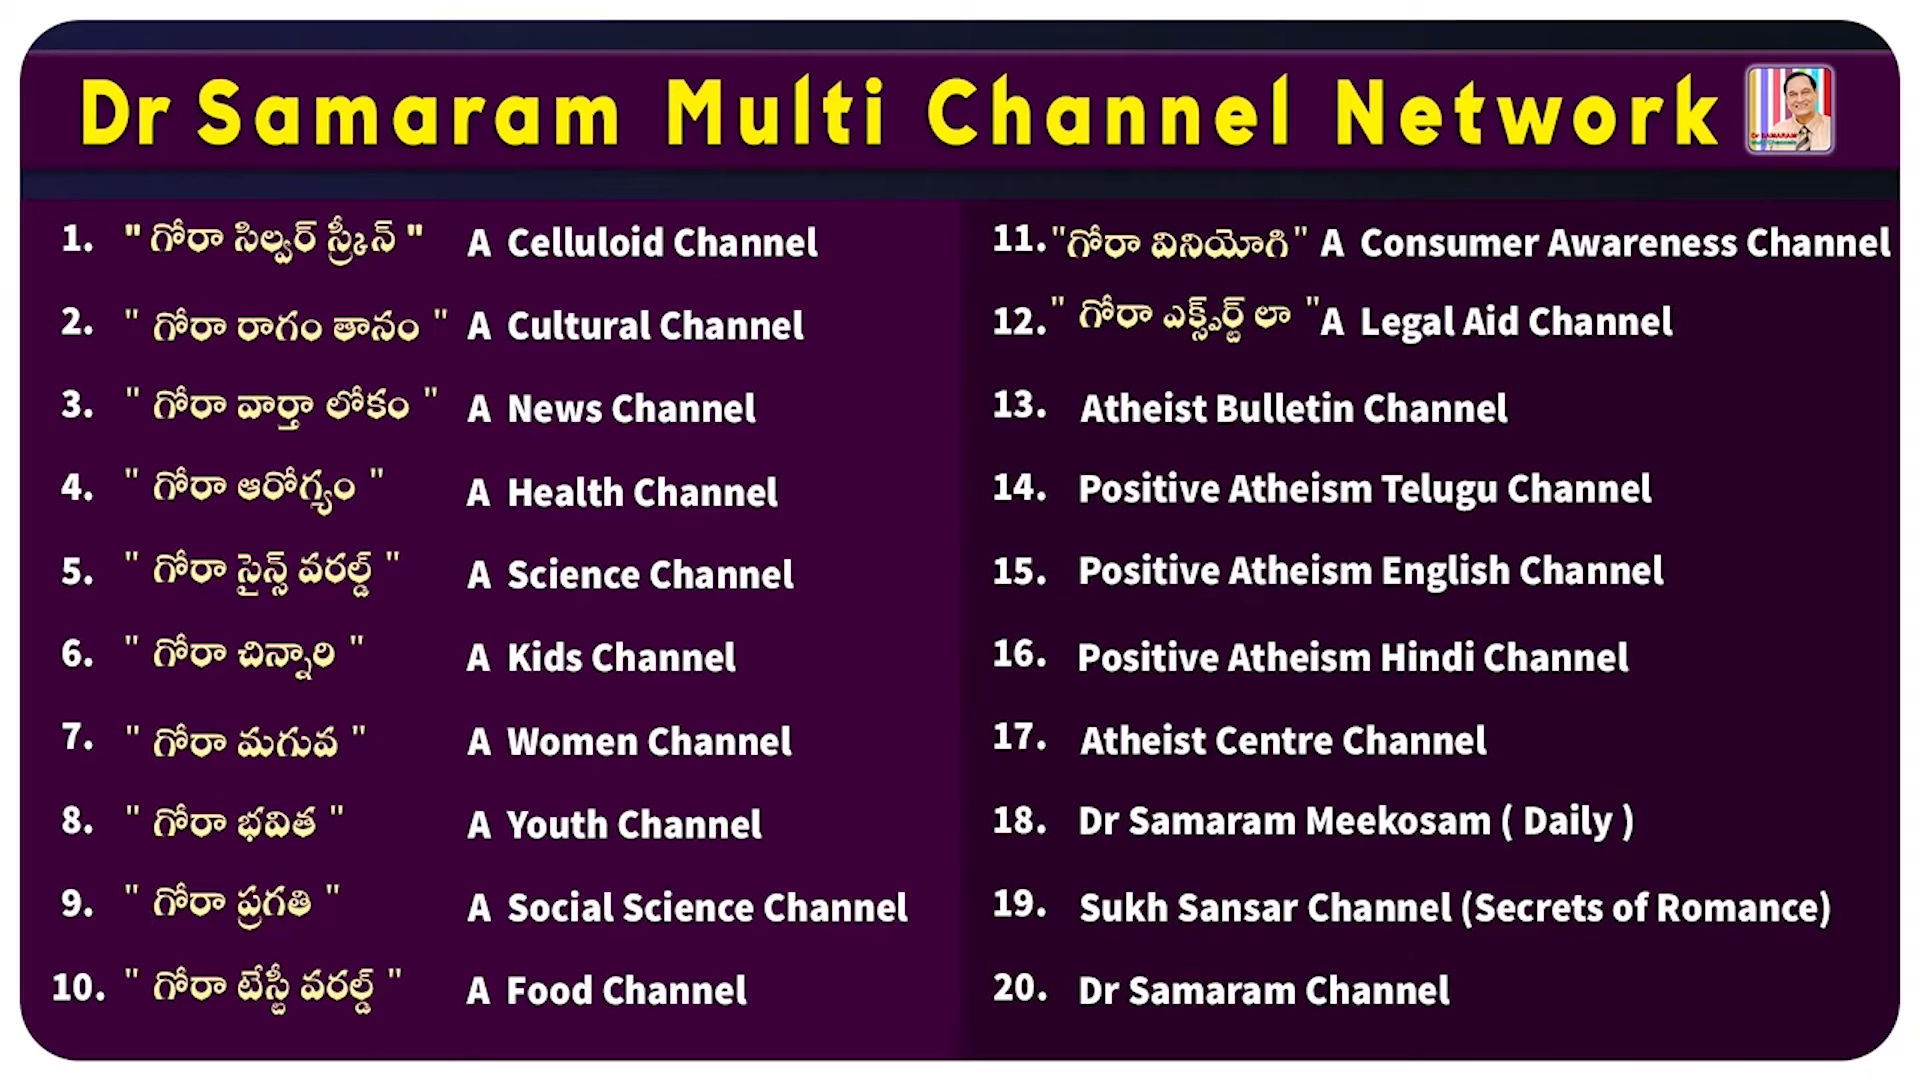 Dr Samaram Multi Channel Network
1. " గోరా సిల్వర్ స్క్రీన్ " A Celluloid Channel
2. " గోరా రాగం తానం " A Cultural Channel
3. " గోరా వార్తా లోకం " A News Channel
4. " గోరా ఆరోగ్యం " A Health Channel
5. " గోరా సైన్స్ వరల్డ్ " A Science Channel
6. " గోరా చిన్నారి " A Kids Channel
7. " గోరా మగువ " A Women Channel
8. " గోరా భవిత " A Youth Channel
9. " గోరా ప్రగతి " A Social Science Channel
10. " గోరా టేస్టీ వరల్డ్ " A Food Channel
11. "గోరా వినియోగి" A Consumer Awareness Channel
12. " గోరా ఎక్స్పర్ట్ లా " A Legal Aid Channel
13. Atheist Bulletin Channel
14. Positive Atheism Telugu Channel
15. Positive Atheism English Channel
16. Positive Atheism Hindi Channel
17. Atheist Centre Channel
18. Dr Samaram Meekosam ( Daily )
19. Sukh Sansar Channel (Secrets of Romance)
20. Dr Samaram Channel